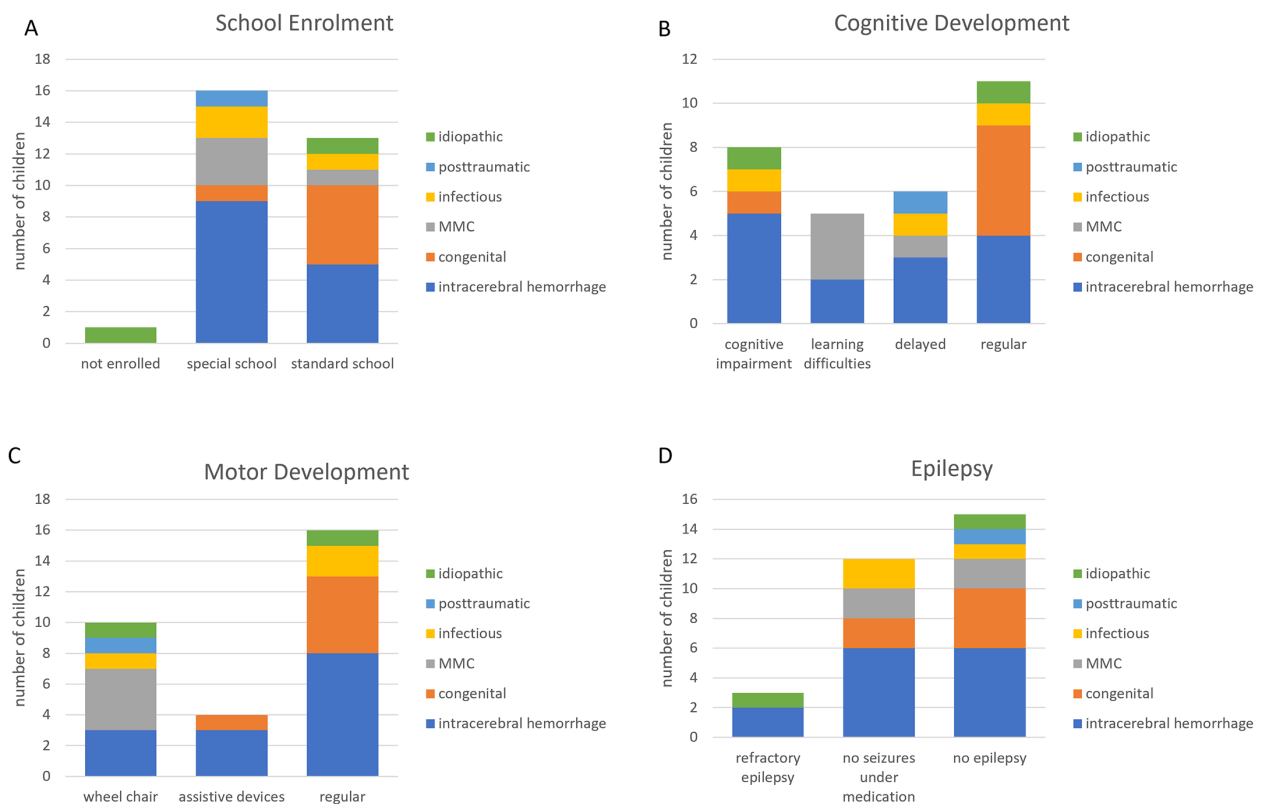 A
School Enrolment
number of children
18
16
14
12
10
8
6
4
2
0
not enrolled
special school
standard school
idiopathic
posttraumatic
infectious
MMC
congenital
intracerebral hemorrhage
B
Cognitive Development
number of children
12
10
8
6
4
2
0
cognitive
impairment
learning
difficulties
delayed
regular
idiopathic
posttraumatic
infectious
MMC
congenital
intracerebral hemorrhage
C
Motor Development
number of children
18
16
14
12
10
8
6
4
2
0
wheel chair
assistive devices
regular
idiopathic
posttraumatic
infectious
MMC
congenital
intracerebral hemorrhage
D
Epilepsy
number of children
16
14
12
10
8
6
4
2
0
refractory
epilepsy
no seizures
under
medication
no epilepsy
idiopathic
posttraumatic
infectious
MMC
congenital
intracerebral hemorrhage